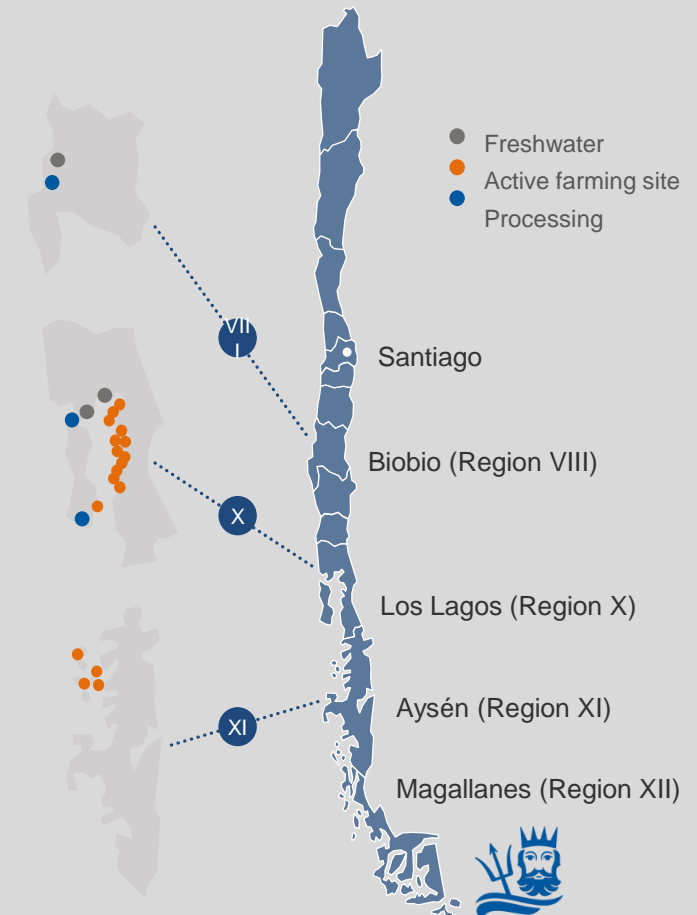 Freshwater
Active farming site
Processing
VII
I
Santiago
Biobio (Region VIII)
X
Los Lagos (Region X)
Aysén (Region XI)
XI
Magallanes (Region XII)